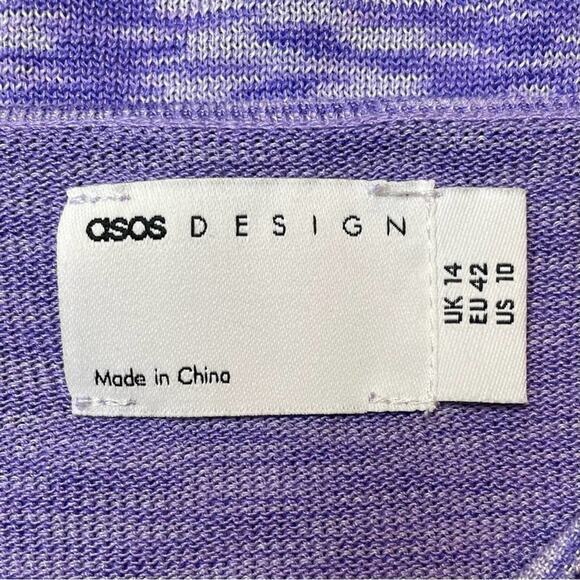 asos DESIGN
Made in China
UK 14
EU 42
US 10